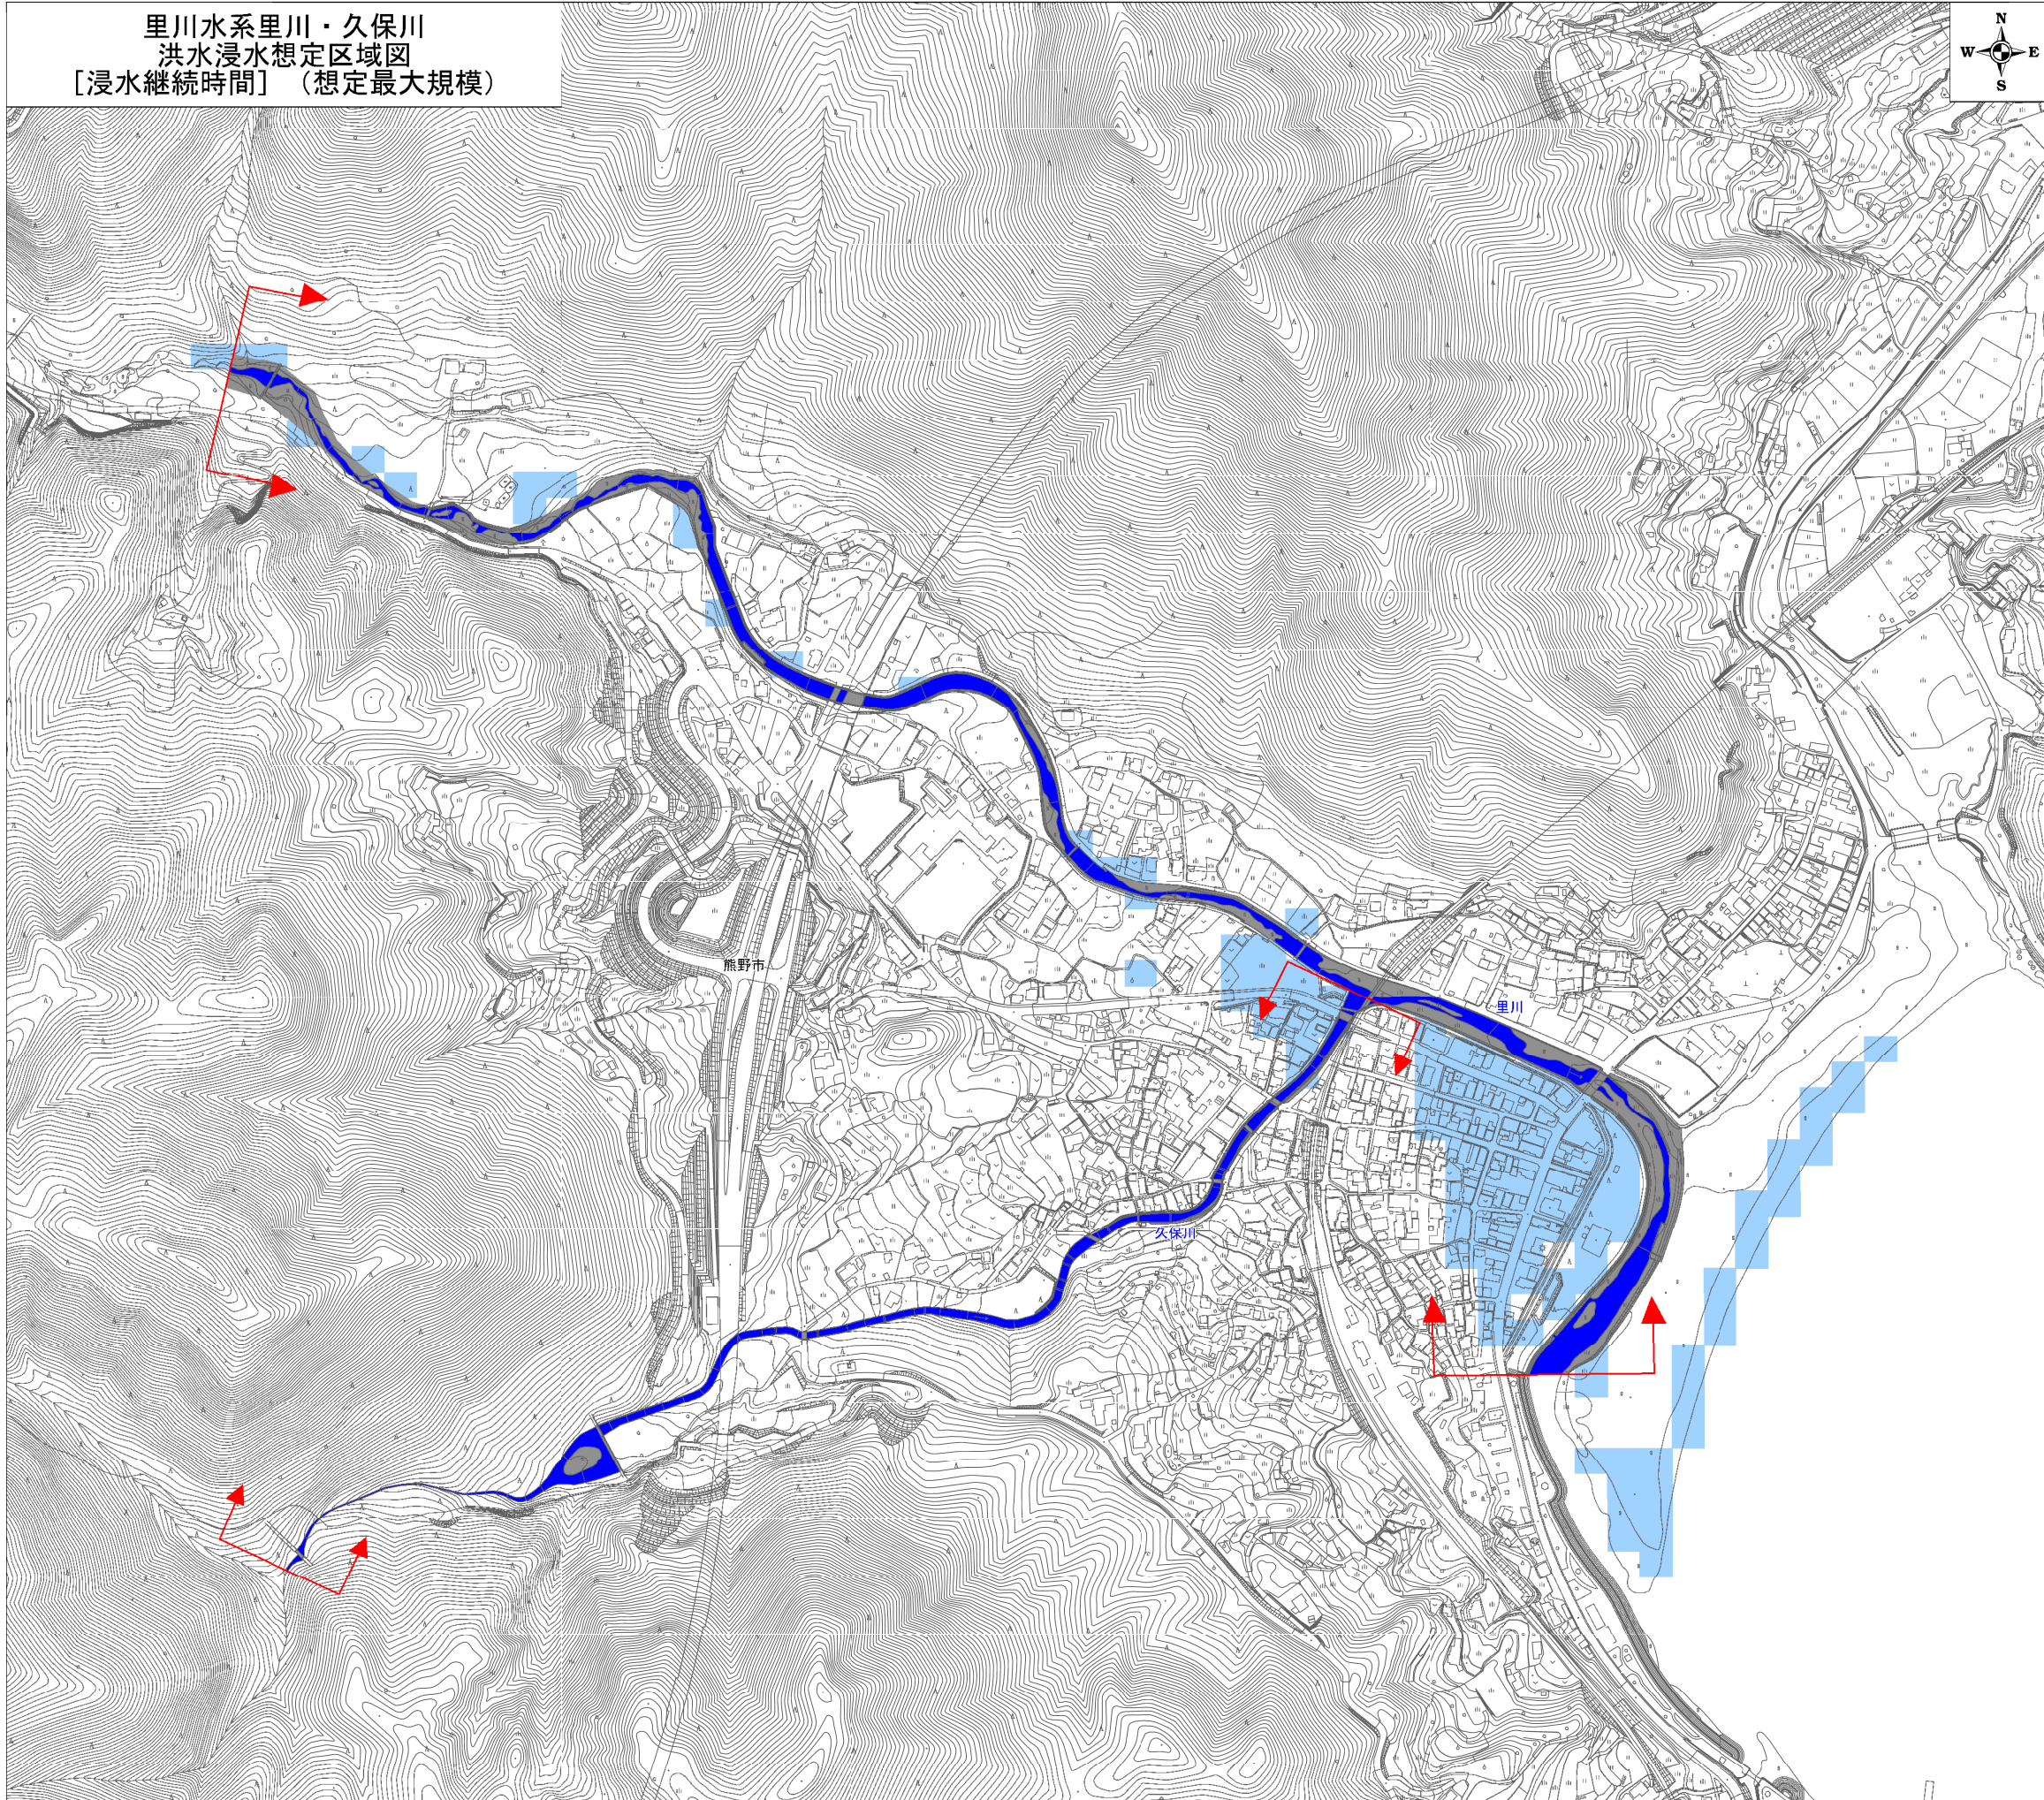 里川水系里川・久保川
洪水浸水想定区域図
[浸水継続時間] (想定最大規模)
N
W E
S
熊野市
里川
久保川